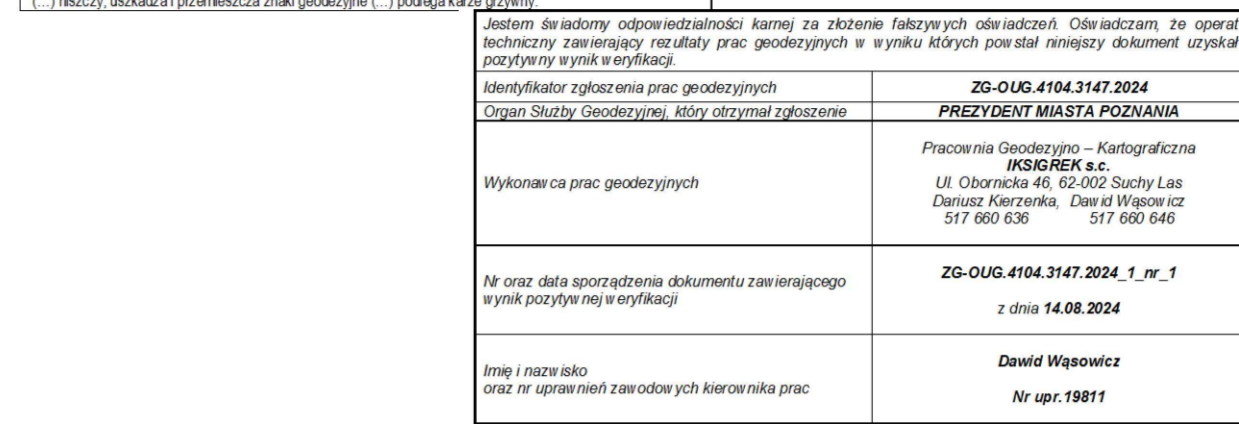 (...) niszczy, uszkadza i przemieszcza znaki geodezyjne (...) podlega karze grzywny.
Jestem świadomy odpowiedzialności karnej za złożenie fałszywych oświadczeń. Oświadczam, że operat
techniczny zawierający rezultaty prac geodezyjnych w wyniku których powstał niniejszy dokument uzyskał
pozytywny wynik weryfikacji.
Identyfikator zgłoszenia prac geodezyjnych
ZG-OUG.4104.3147.2024
Organ Służby Geodezyjnej, który otrzymał zgłoszenie
PREZYDENT MIASTA POZNANIA
Wykonawca prac geodezyjnych
Pracownia Geodezyjno – Kartograficzna
IKSIGREK s.c.
Ul. Obornicka 46, 62-002 Suchy Las
Dariusz Kierzenka, Dawid Wąsowicz
517 660 636 517 660 646
Nr oraz data sporządzenia dokumentu zawierającego
wynik pozytywnej weryfikacji
ZG-OUG.4104.3147.2024_1_nr_1
z dnia 14.08.2024
Imię i nazwisko
oraz nr uprawnień zawodowych kierownika prac
Dawid Wąsowicz
Nr upr.19811